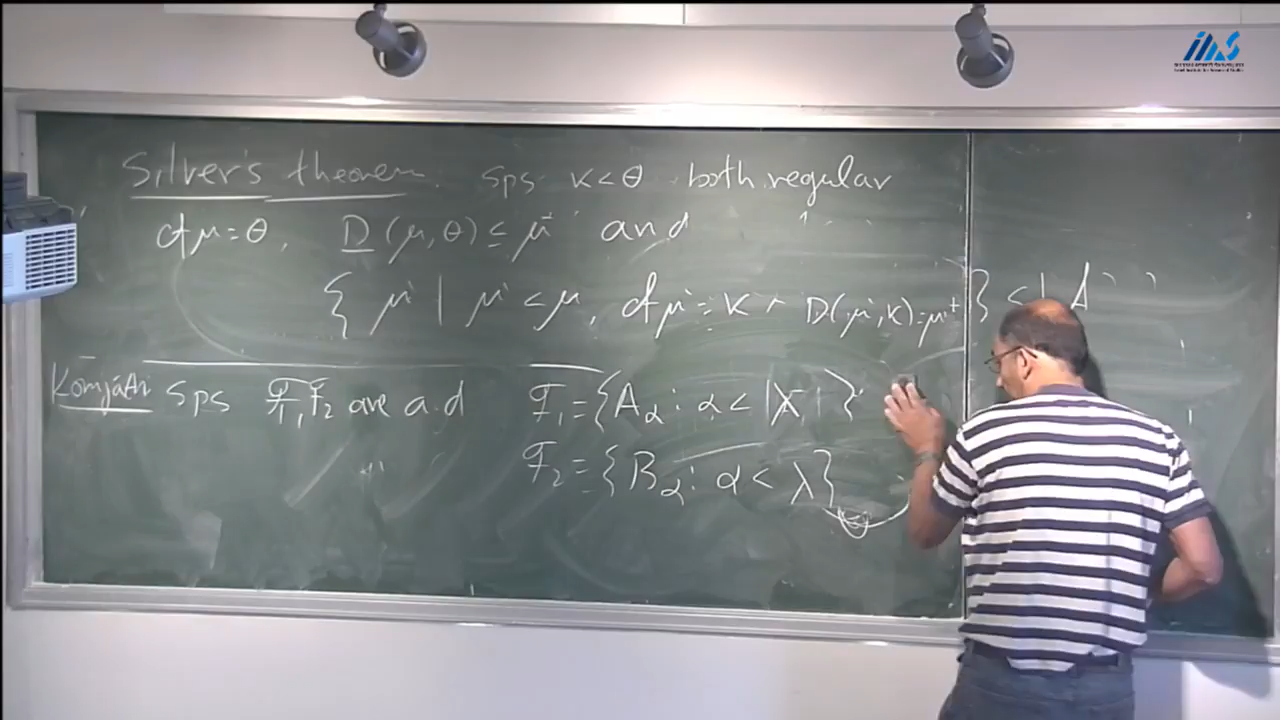 Silver's theorem. sps κ<θ both regular
cf μ = θ, D(μ,θ) ≤ μ⁺ and
{ μ' | μ' < μ, cf μ' = κ ∧ D(μ',κ) = μ'⁺ }
Komjáth sps F₁, F₂ are a.d F₁ = {A_α : α < |X|}
F₂ = {B_α : α < λ}